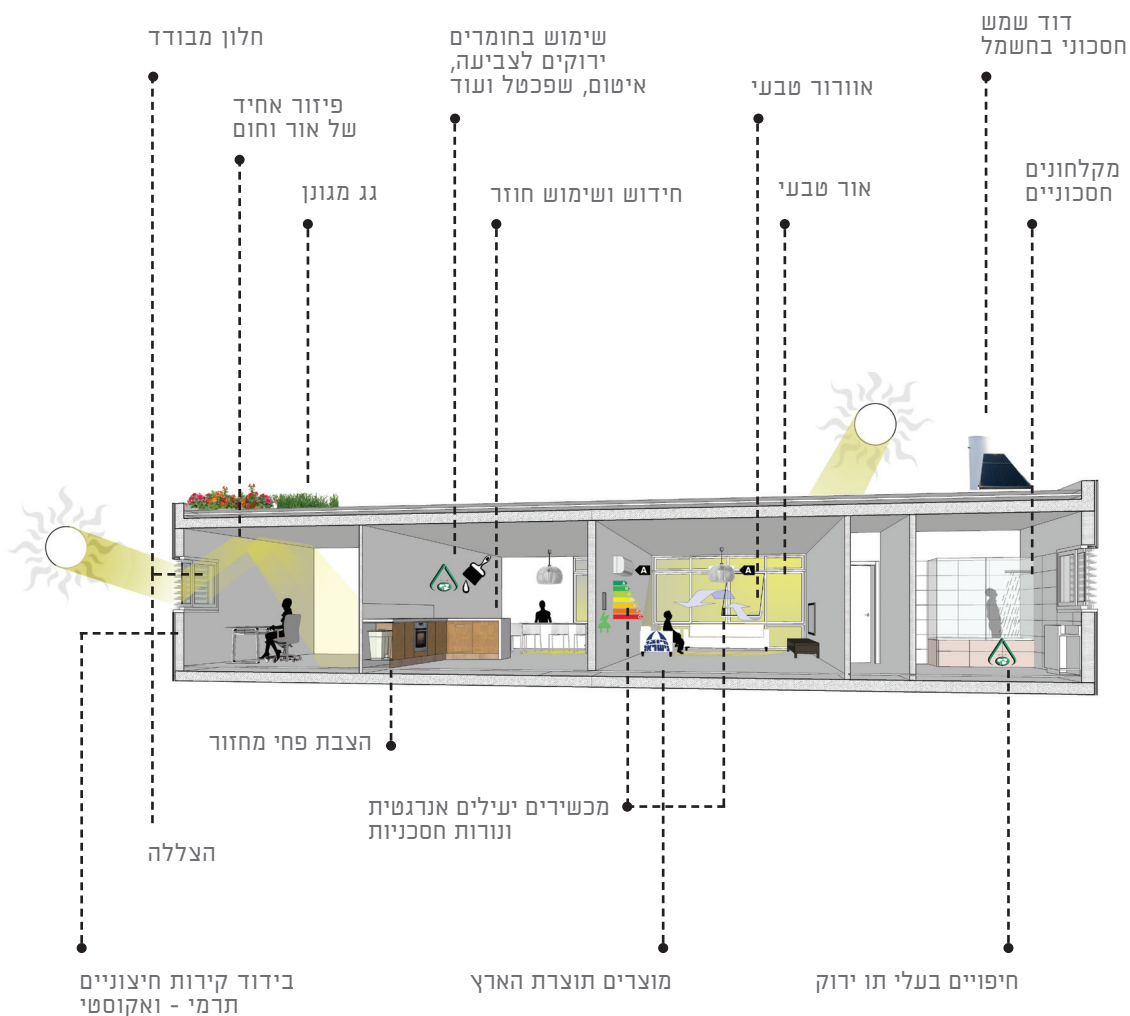 דוד שמש
חסכוני בחשמל
שימוש בחומרים
ירוקים לצביעה,
איטום, שפכטל ועוד
חלון מבודד
אוורור טבעי
פיזור אחיד
של אור וחום
מקלחונים
חסכוניים
אור טבעי
חידוש ושימוש חוזר
גג מגונן
A
A
הצבת פחי מחזור
מכשירים יעילים אנרגטית
ונורות חסכניות
הצללה
חיפויים בעלי תו ירוק
מוצרים תוצרת הארץ
בידוד קירות חיצוניים
תרמי - ואקוסטי